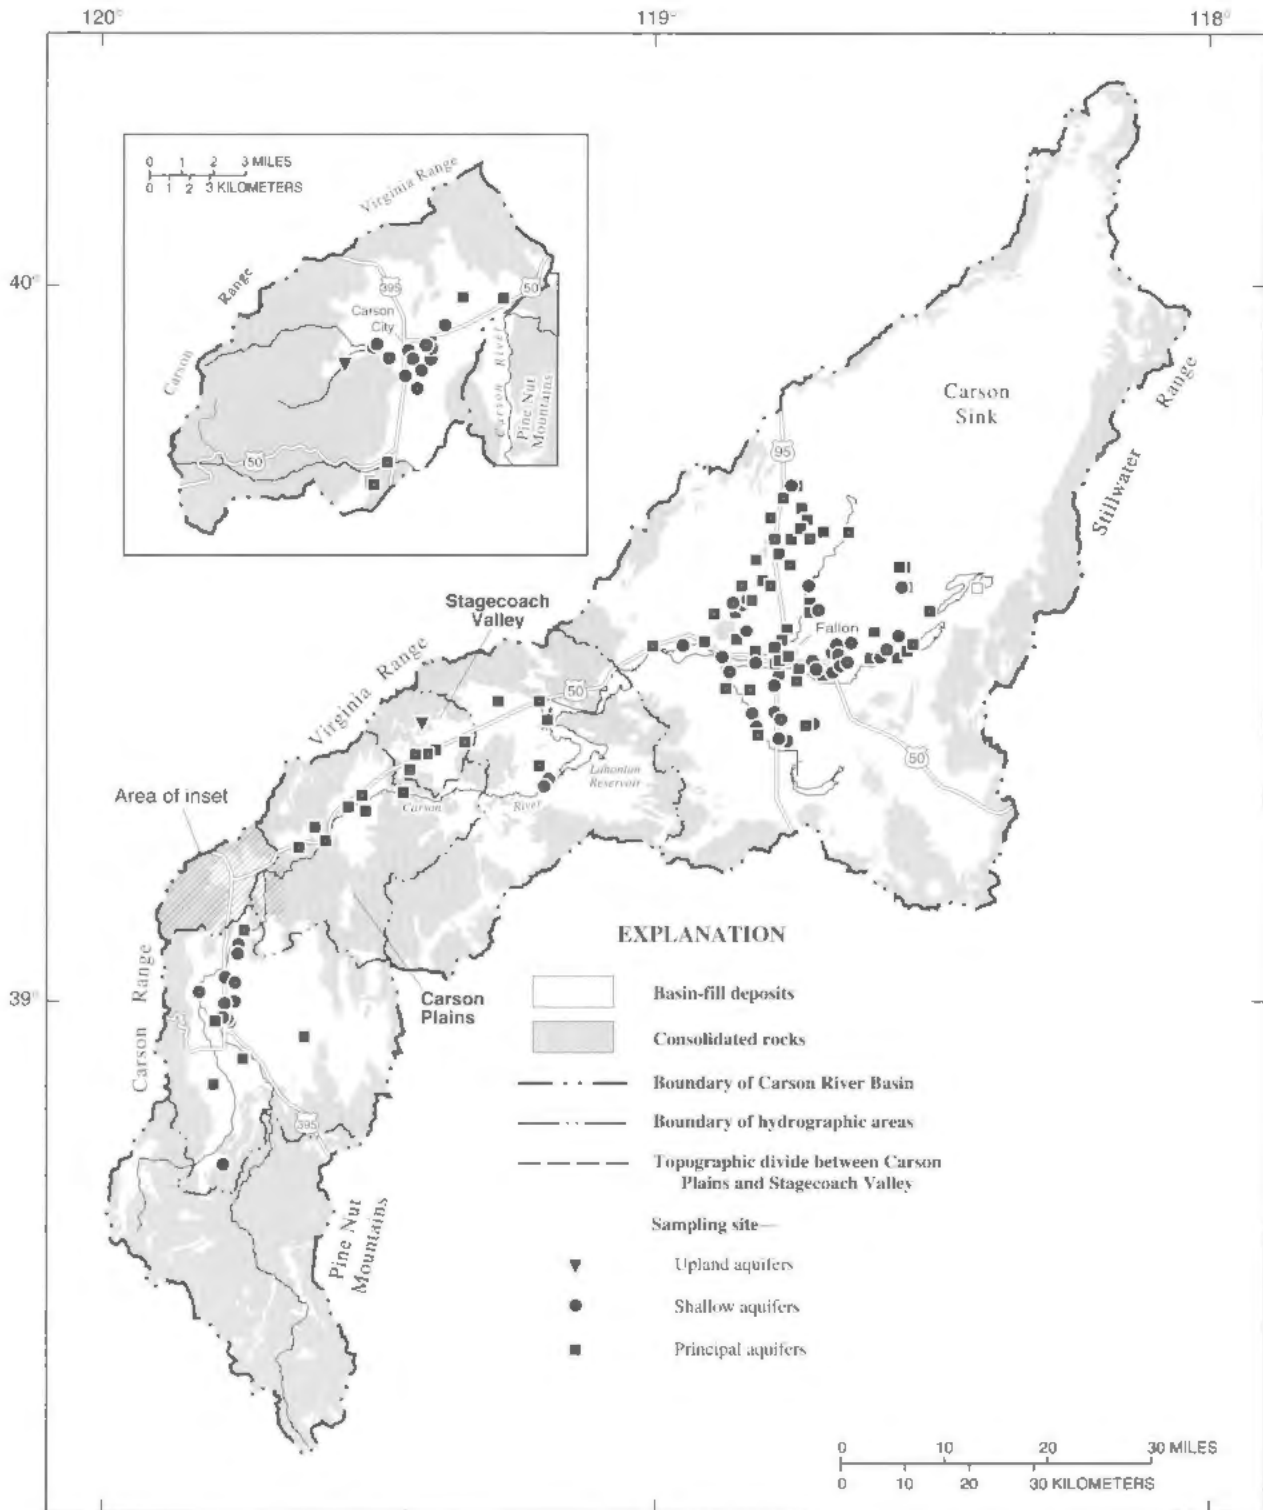 120° 119° 118°
40°
39°
0 1 2 3 MILES
0 1 2 3 KILOMETERS
Virginia Range
Carson Range
395
50
Carson
City
Carson River
Pine Nut
Mountains
50
Carson
Sink
Stillwater Range
95
Stagecoach
Valley
Fallon
Virginia Range
50
50
Lahontan
Reservoir
Carson River
Area of inset
Carson Range
Carson
Plains
395
Pine Nut
Mountains
EXPLANATION
Basin-fill deposits
Consolidated rocks
Boundary of Carson River Basin
Boundary of hydrographic areas
Topographic divide between Carson
Plains and Stagecoach Valley
Sampling site—
Upland aquifers
Shallow aquifers
Principal aquifers
0 10 20 30 MILES
0 10 20 30 KILOMETERS